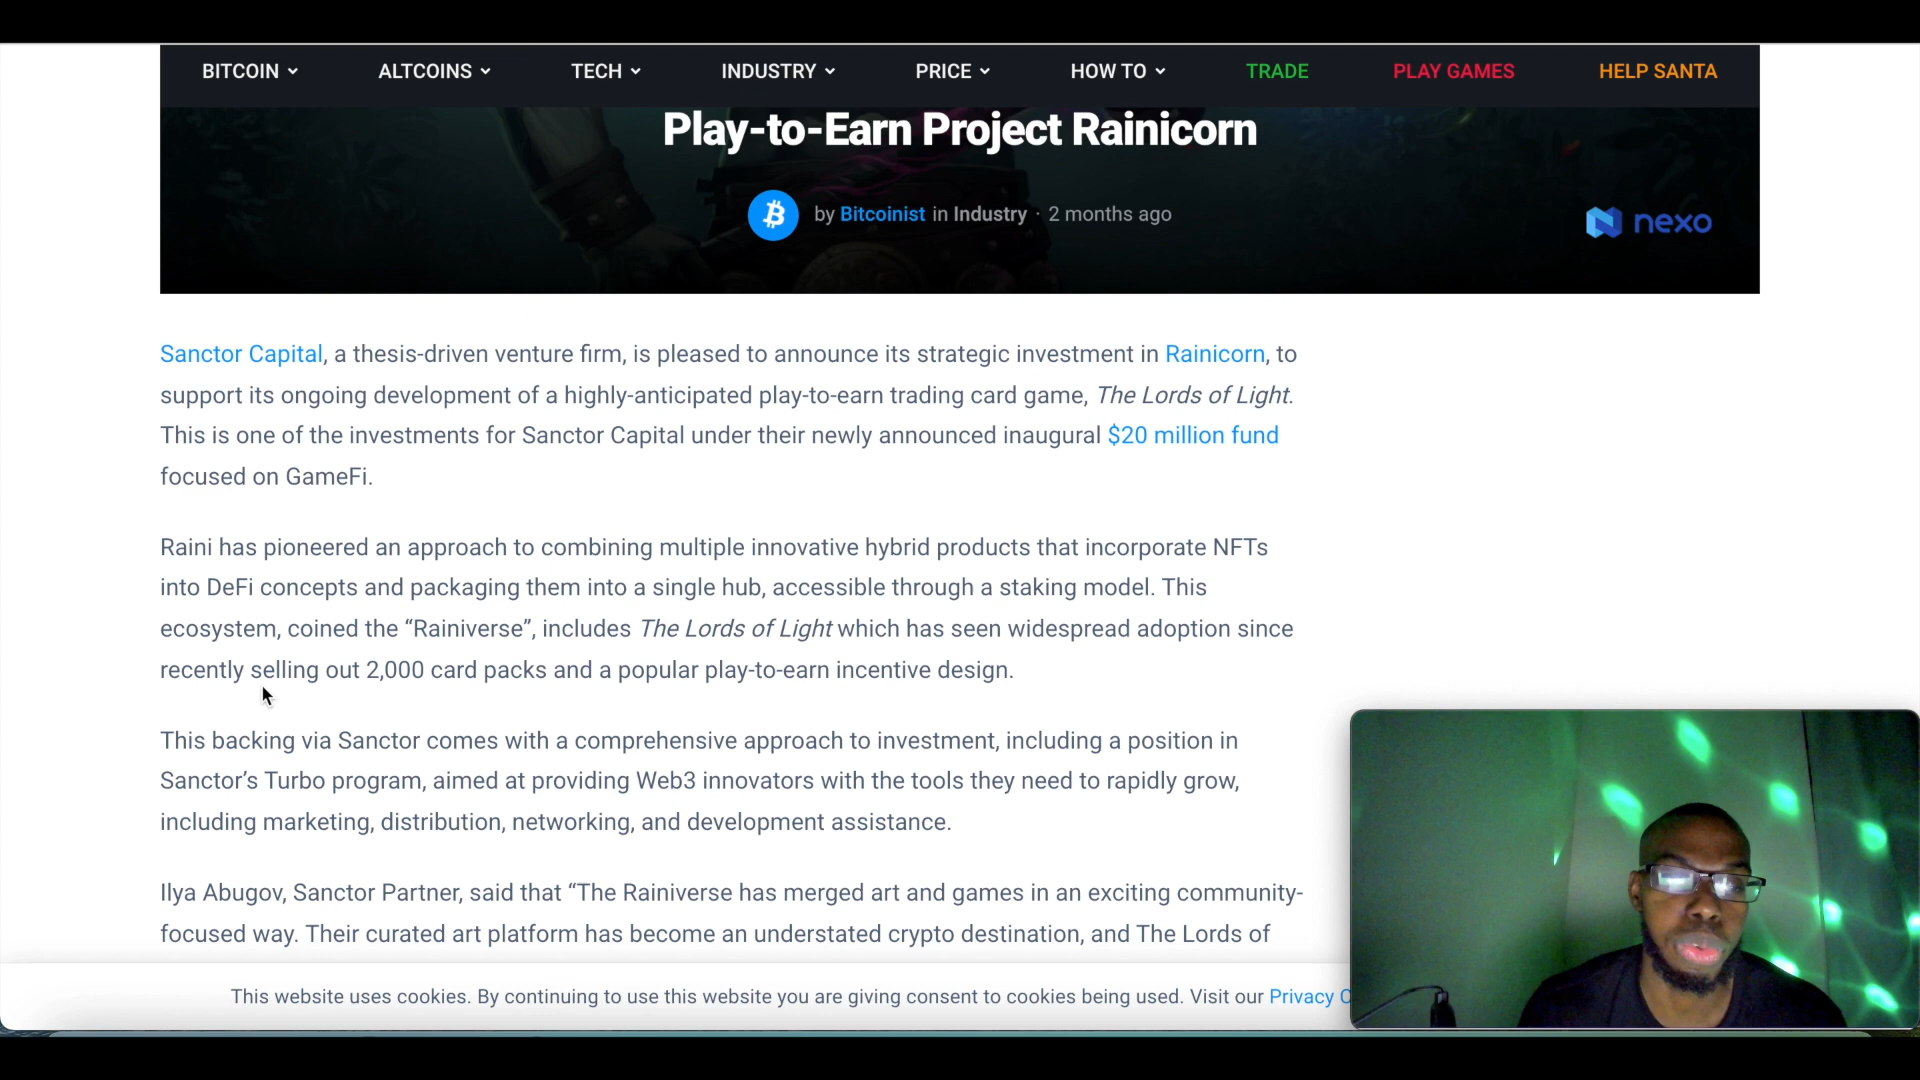 BITCOIN ALTCOINS TECH INDUSTRY PRICE HOW TO TRADE PLAY GAMES HELP SANTA
Play-to-Earn Project Rainicorn
by Bitcoinist in Industry · 2 months ago
nexo
Sanctor Capital, a thesis-driven venture firm, is pleased to announce its strategic investment in Rainicorn, to
support its ongoing development of a highly-anticipated play-to-earn trading card game, The Lords of Light.
This is one of the investments for Sanctor Capital under their newly announced inaugural $20 million fund
focused on GameFi.
Raini has pioneered an approach to combining multiple innovative hybrid products that incorporate NFTs
into DeFi concepts and packaging them into a single hub, accessible through a staking model. This
ecosystem, coined the “Rainiverse”, includes The Lords of Light which has seen widespread adoption since
recently selling out 2,000 card packs and a popular play-to-earn incentive design.
This backing via Sanctor comes with a comprehensive approach to investment, including a position in
Sanctor’s Turbo program, aimed at providing Web3 innovators with the tools they need to rapidly grow,
including marketing, distribution, networking, and development assistance.
Ilya Abugov, Sanctor Partner, said that “The Rainiverse has merged art and games in an exciting community-
focused way. Their curated art platform has become an understated crypto destination, and The Lords of
This website uses cookies. By continuing to use this website you are giving consent to cookies being used. Visit our Privacy